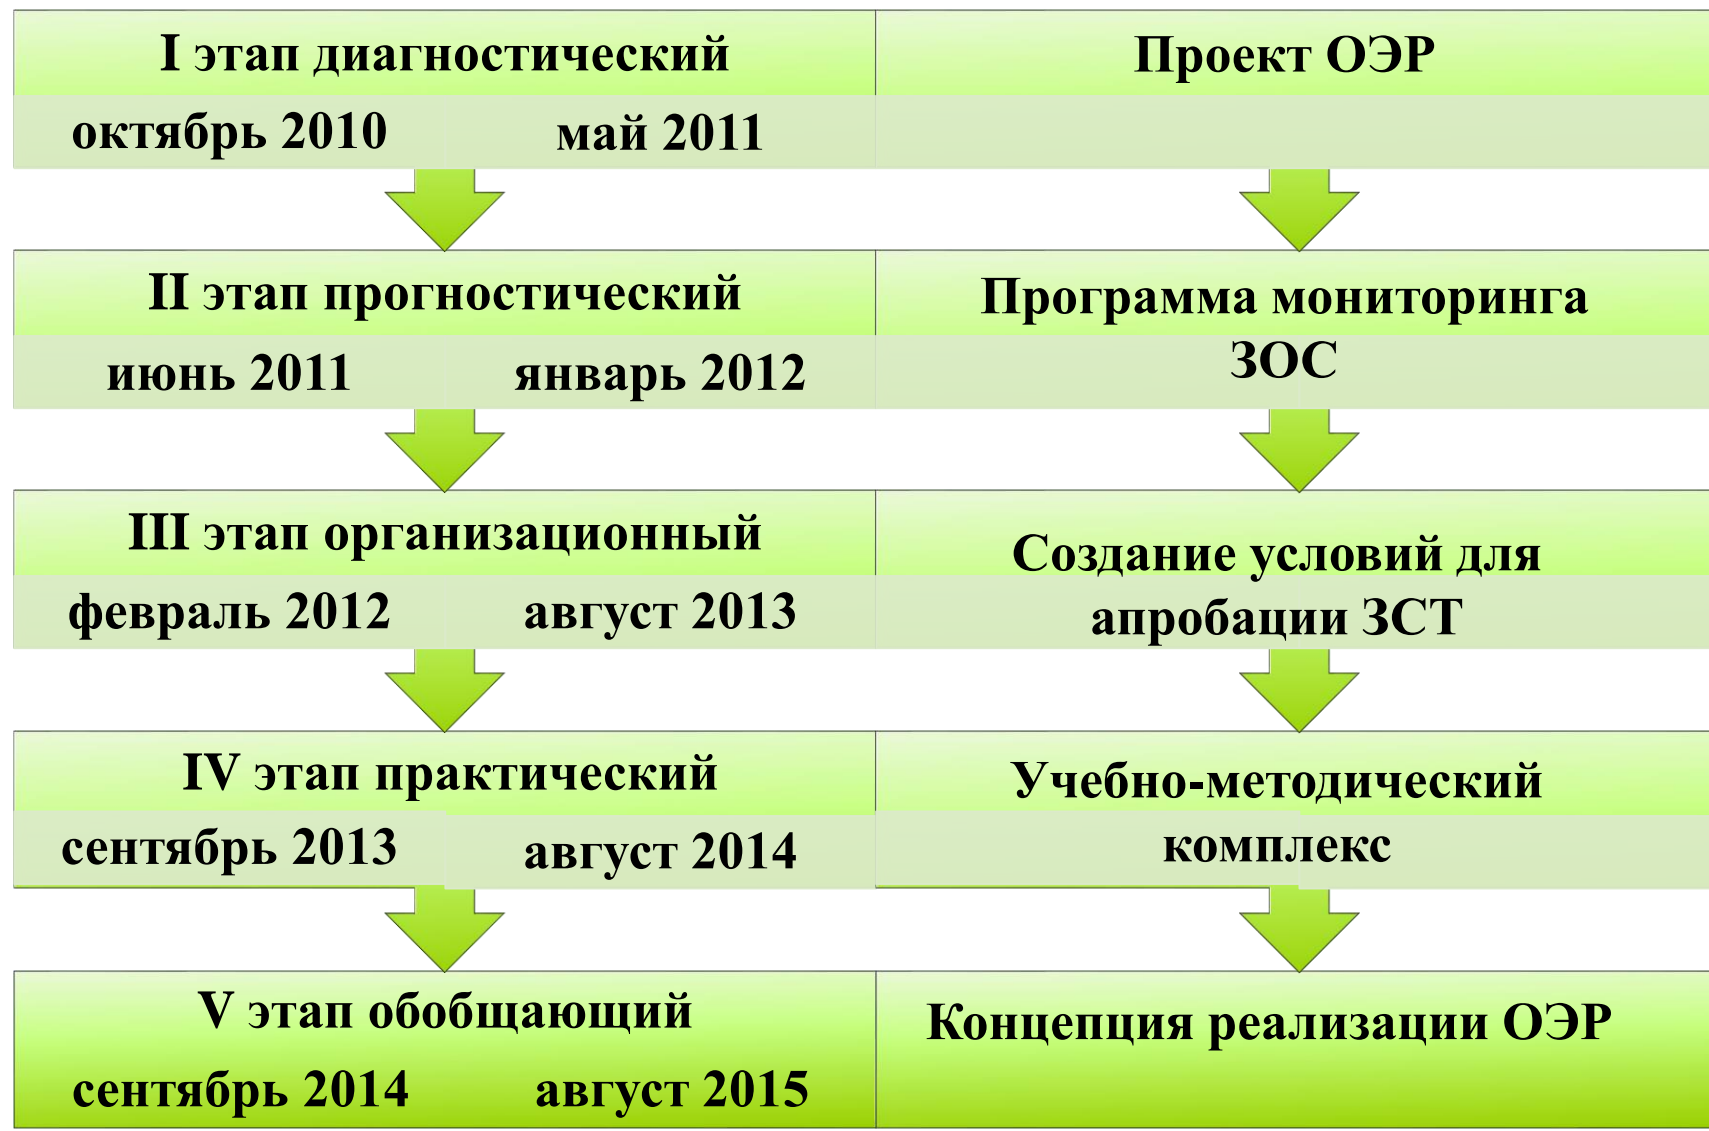 I этап диагностический
октябрь 2010 май 2011
Проект ОЭР
II этап прогностический
июнь 2011 январь 2012
Программа мониторинга
ЗОС
III этап организационный
февраль 2012 август 2013
Создание условий для
апробации ЗСТ
IV этап практический
сентябрь 2013 август 2014
Учебно-методический
комплекс
V этап обобщающий
сентябрь 2014 август 2015
Концепция реализации ОЭР